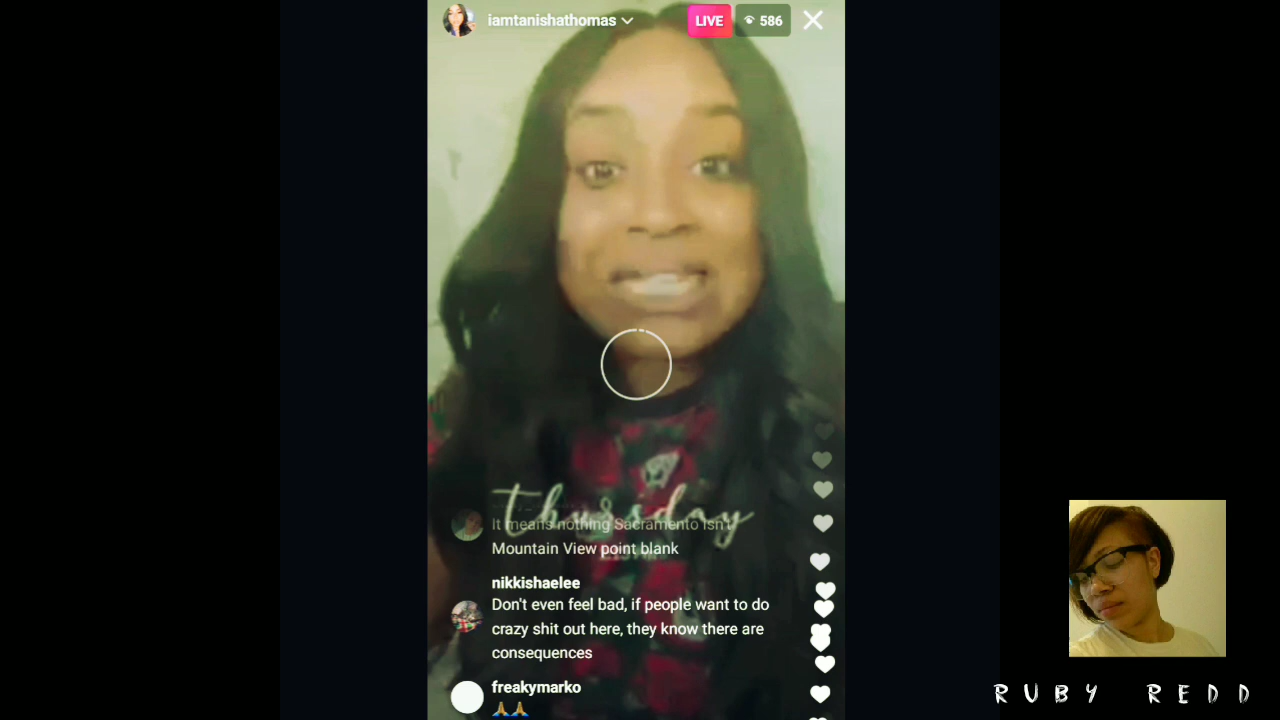 iamtanishathomas
LIVE
586
Thursday
It means nothing Sacramento isn't
Mountain View point blank
nikkishaelee
Don't even feel bad, if people want to do
crazy shit out here, they know there are
consequences
freakymarko
🙏🙏
RUBY REDD